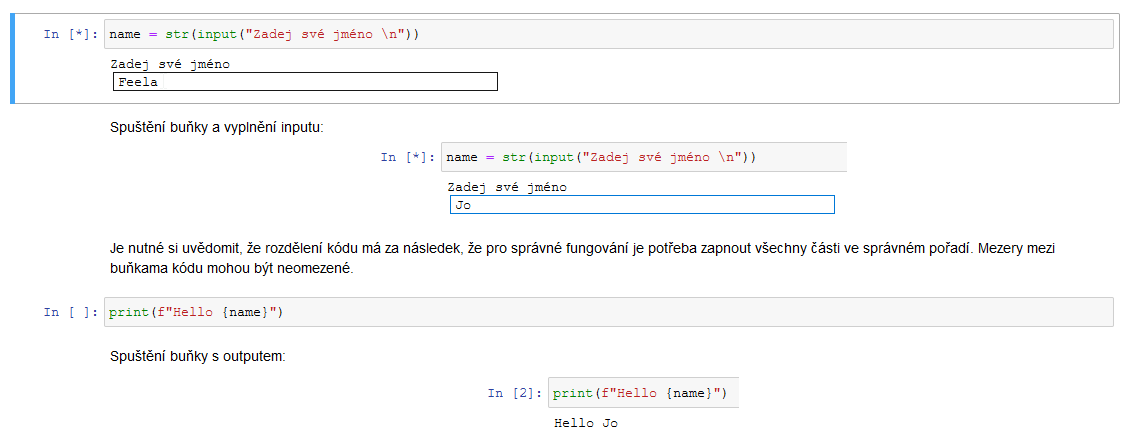 In [*]: name = str(input("Zadej své jméno \n"))
Zadej své jméno
Feela
Spuštění buňky a vyplnění inputu:
In [*]: name = str(input("Zadej své jméno \n"))
Zadej své jméno
Jo
Je nutné si uvědomit, že rozdělení kódu má za následek, že pro správné fungování je potřeba zapnout všechny části ve správném pořadí. Mezery mezi
buňkama kódu mohou být neomezené.
In [ ]: print(f"Hello {name}")
Spuštění buňky s outputem:
In [2]: print(f"Hello {name}")
Hello Jo